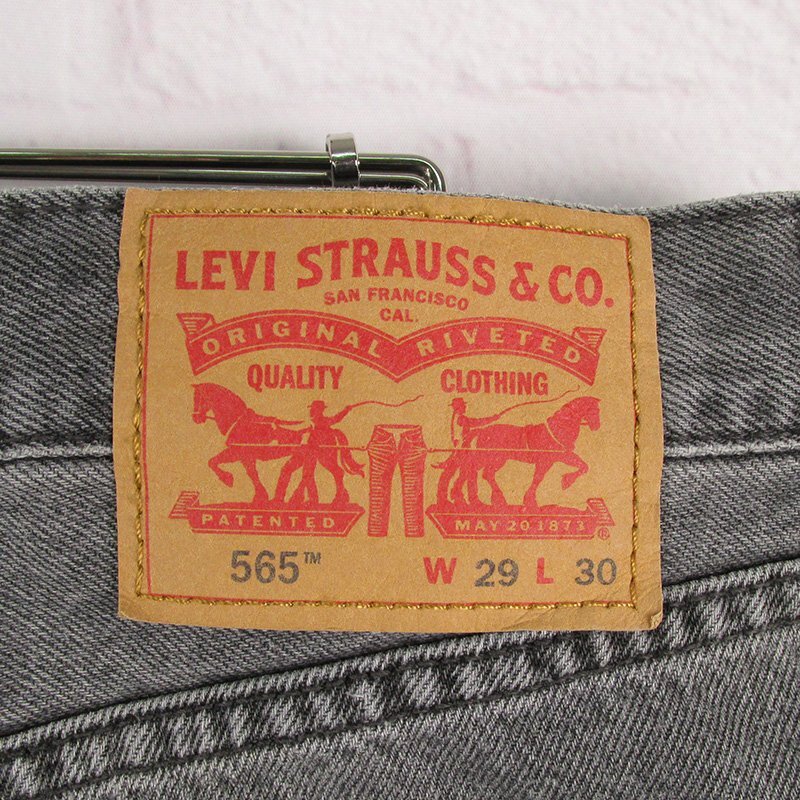 LEVI STRAUSS & CO.
SAN FRANCISCO
CAL.
ORIGINAL RIVETED
QUALITY CLOTHING
PATENTED MAY 20 1873 ®
565™ W 29 L 30